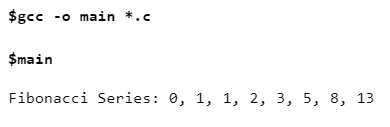 $gcc -o main *.c
$main
Fibonacci Series: 0, 1, 1, 2, 3, 5, 8, 13